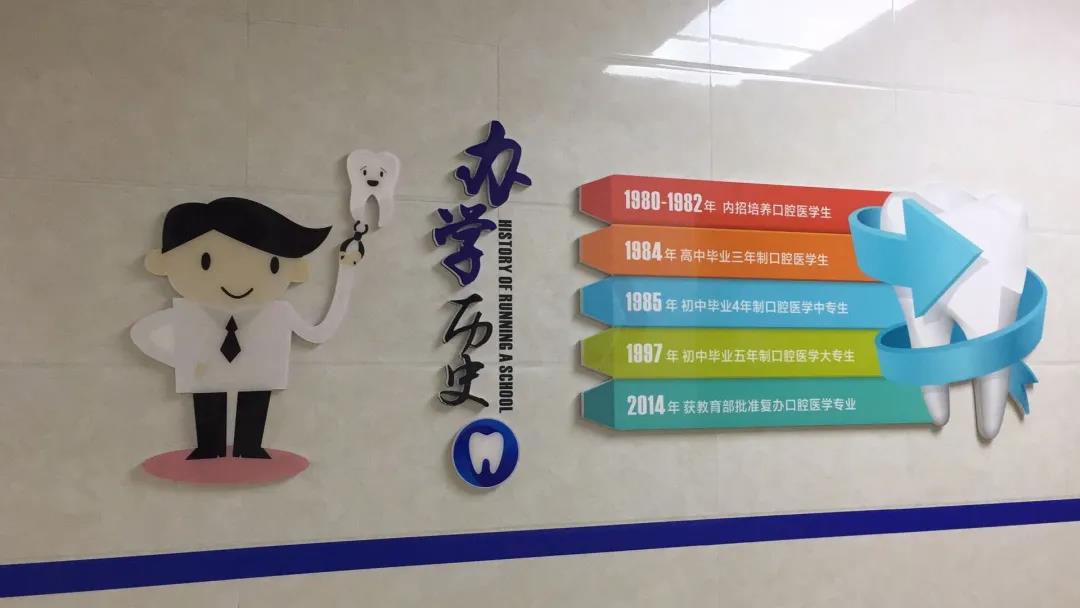 办学历史
HISTORY OF RUNNING A SCHOOL
1980-1982年 内招培养口腔医学生
1984年 高中毕业三年制口腔医学生
1985年 初中毕业4年制口腔医学中专生
1997年 初中毕业五年制口腔医学大专生
2014年 获教育部批准复办口腔医学专业